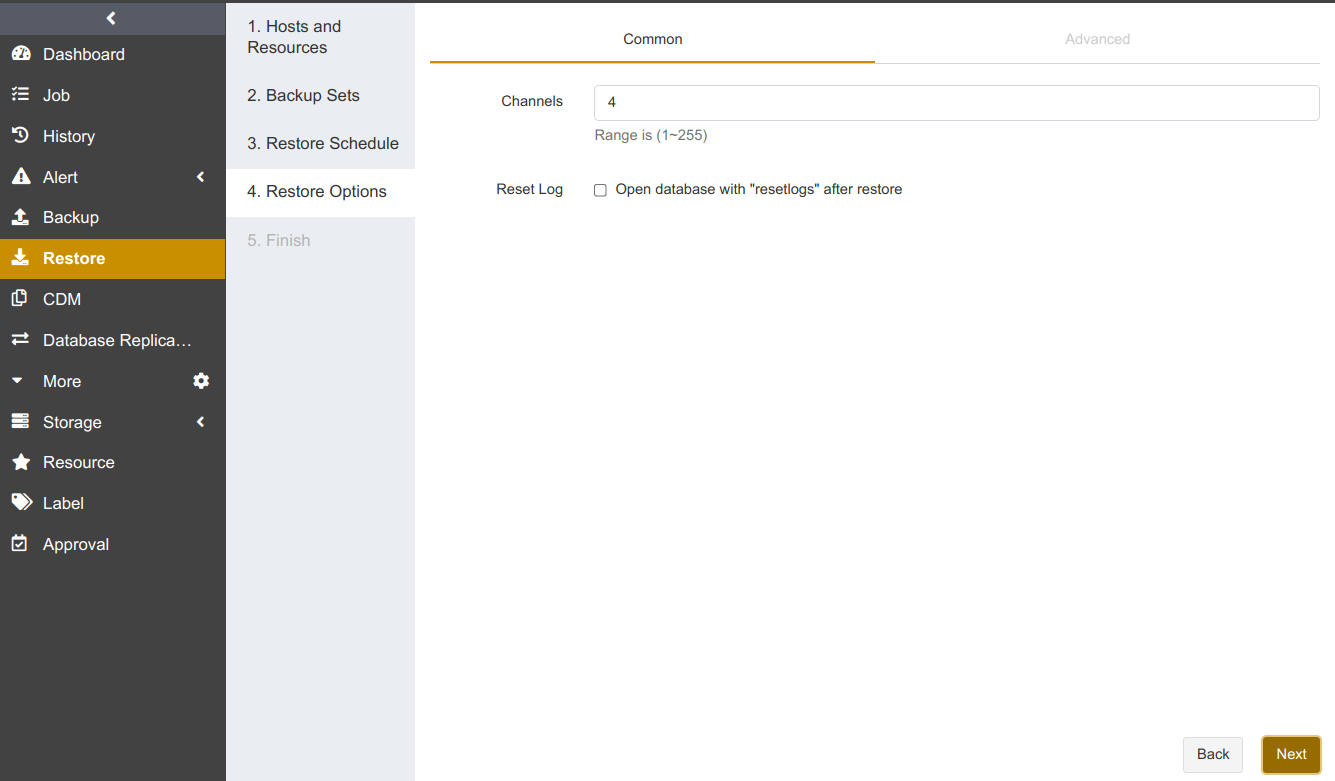 Dashboard
Job
History
Alert
Backup
Restore
CDM
Database Replica…
More
Storage
Resource
Label
Approval
1. Hosts and
Resources
2. Backup Sets
3. Restore Schedule
4. Restore Options
5. Finish
Common
Advanced
Channels
4
Range is (1~255)
Reset Log
Open database with "resetlogs" after restore
Back
Next